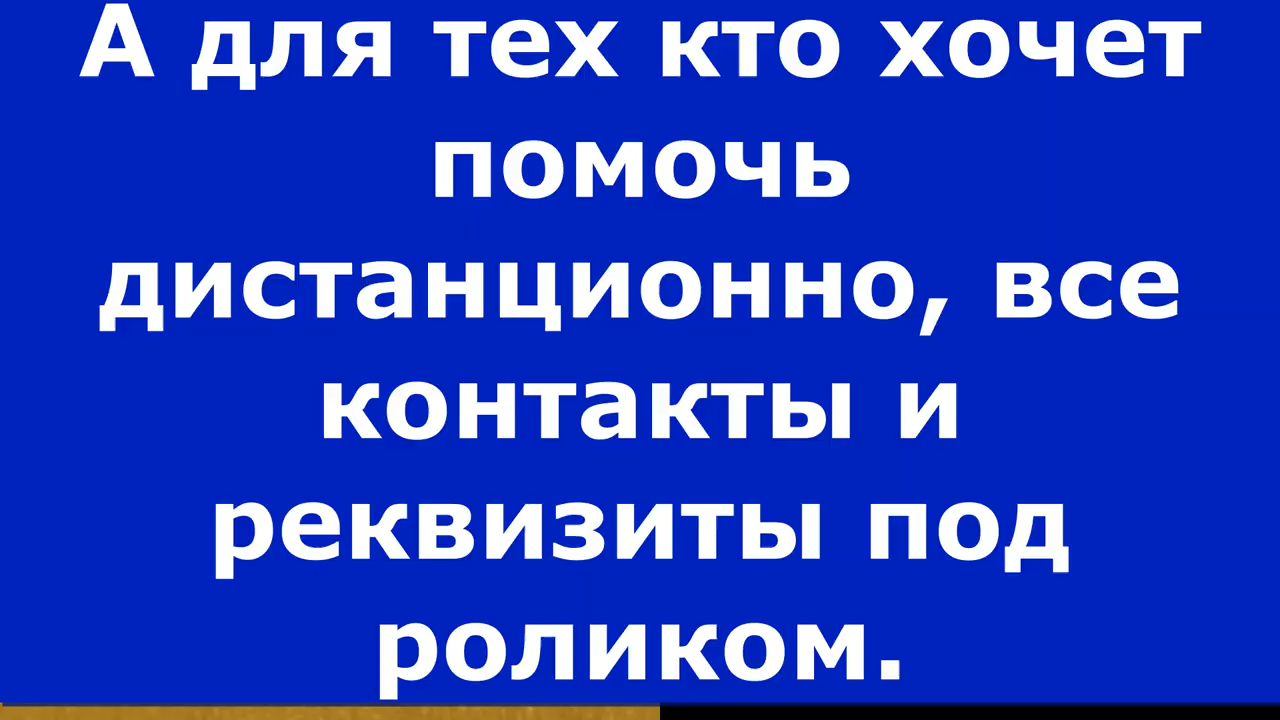 А для тех кто хочет
помочь
дистанционно, все
контакты и
реквизиты под
роликом.